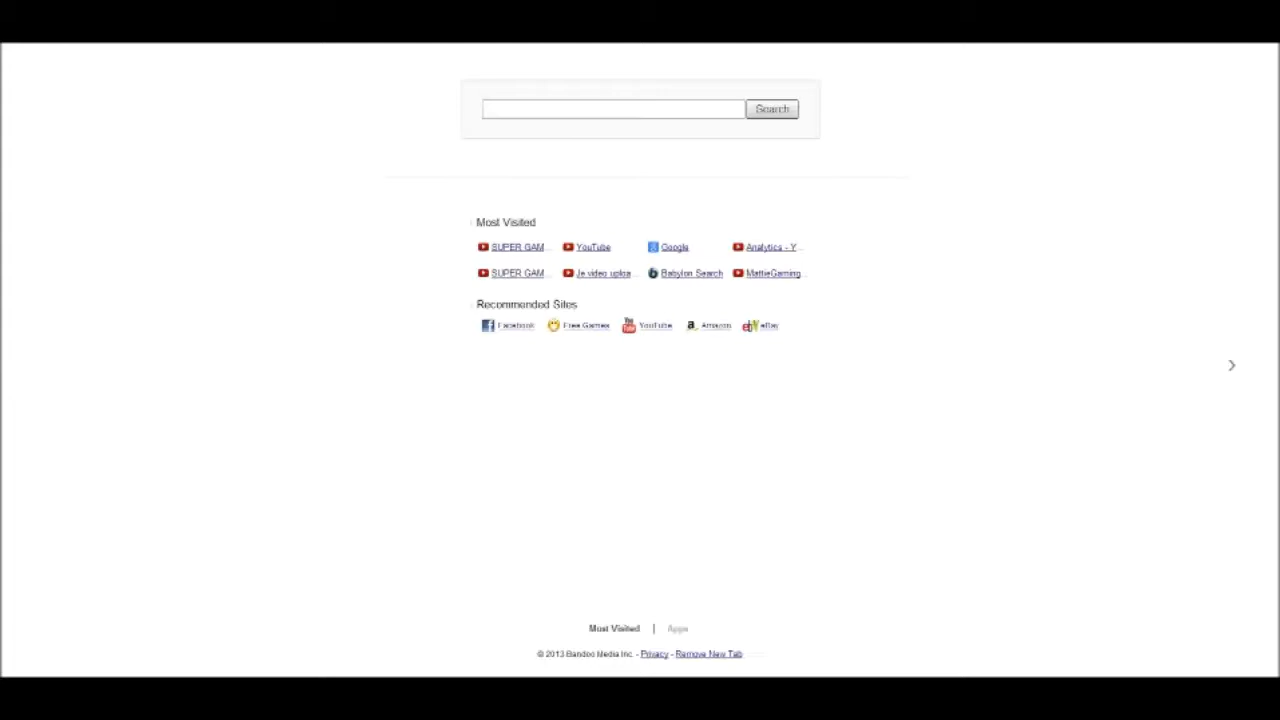 Search
Most Visited
SUPER GAM... YouTube Google Analytics - Y...
SUPER GAM... Je video uploa... Babylon Search MattieGaming...
Recommended Sites
Facebook Free Games YouTube Amazon eBay
Most Visited | Apps
© 2013 Bandoo Media Inc. - Privacy - Remove New Tab